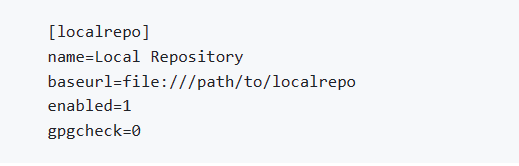 [localrepo]
name=Local Repository
baseurl=file:///path/to/localrepo
enabled=1
gpgcheck=0